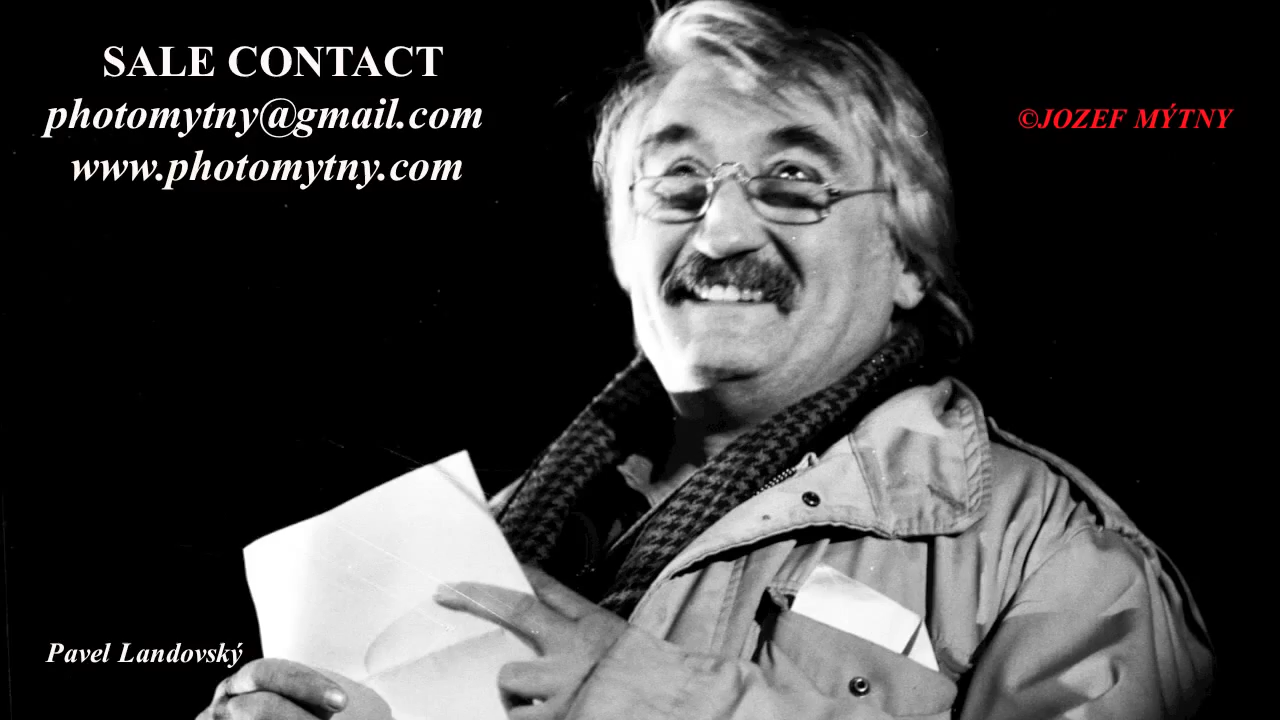 SALE CONTACT
photomytny@gmail.com
www.photomytny.com
©JOZEF MÝTNY
Pavel Landovský